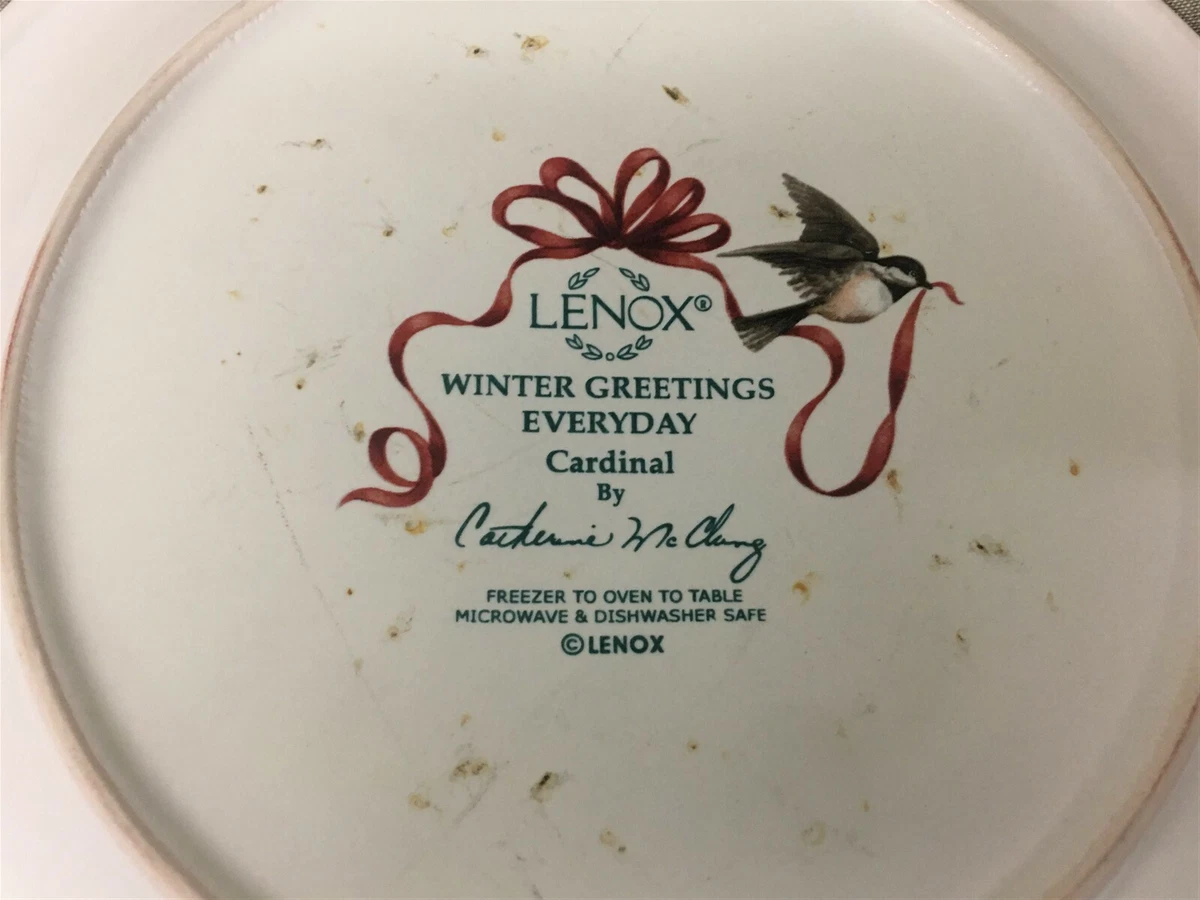 LENOX®
WINTER GREETINGS
EVERYDAY
Cardinal
By
Catherine McClung
FREEZER TO OVEN TO TABLE
MICROWAVE & DISHWASHER SAFE
©LENOX